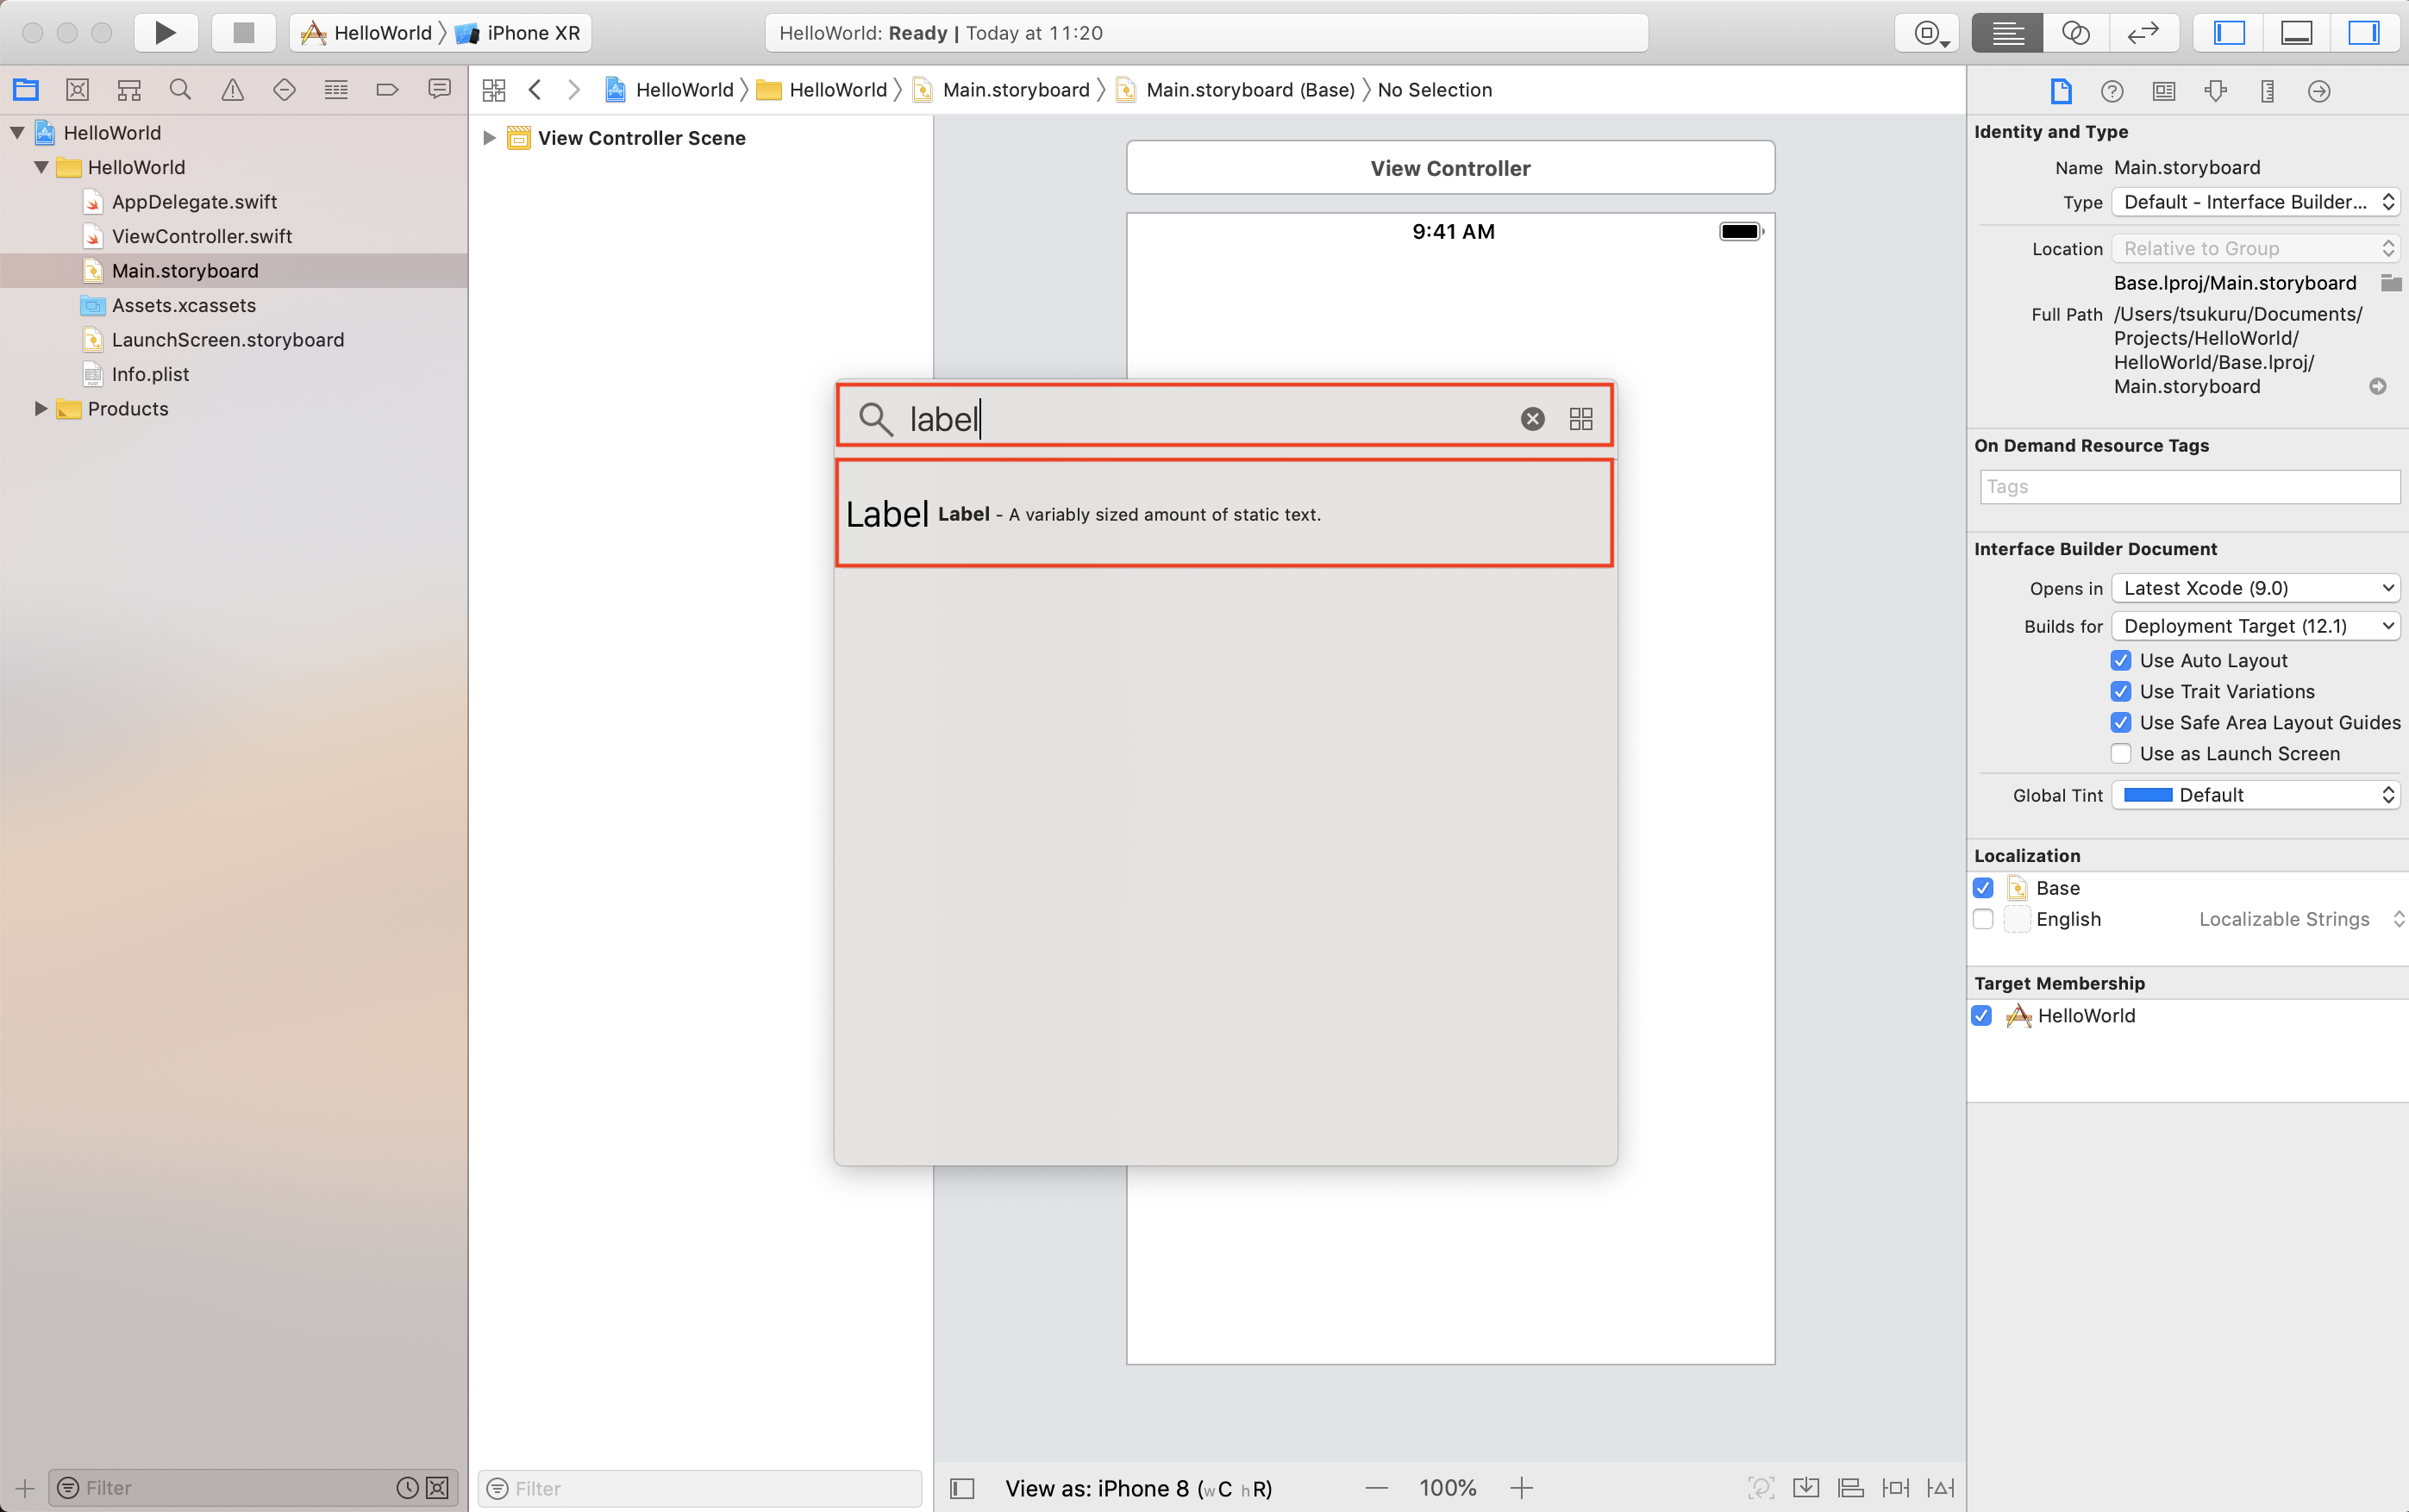 HelloWorld iPhone XR
HelloWorld: Ready | Today at 11:20
HelloWorld
HelloWorld
AppDelegate.swift
ViewController.swift
Main.storyboard
Assets.xcassets
LaunchScreen.storyboard
Info.plist
Products
Filter
HelloWorld HelloWorld Main.storyboard Main.storyboard (Base) No Selection
View Controller Scene
Filter
View Controller
9:41 AM
label
Label Label - A variably sized amount of static text.
View as: iPhone 8 (wC hR)
100%
Identity and Type
Name Main.storyboard
Type Default - Interface Builder...
Location Relative to Group
Base.lproj/Main.storyboard
Full Path /Users/tsukuru/Documents/
Projects/HelloWorld/
HelloWorld/Base.lproj/
Main.storyboard
On Demand Resource Tags
Tags
Interface Builder Document
Opens in Latest Xcode (9.0)
Builds for Deployment Target (12.1)
Use Auto Layout
Use Trait Variations
Use Safe Area Layout Guides
Use as Launch Screen
Global Tint Default
Localization
Base
English Localizable Strings
Target Membership
HelloWorld